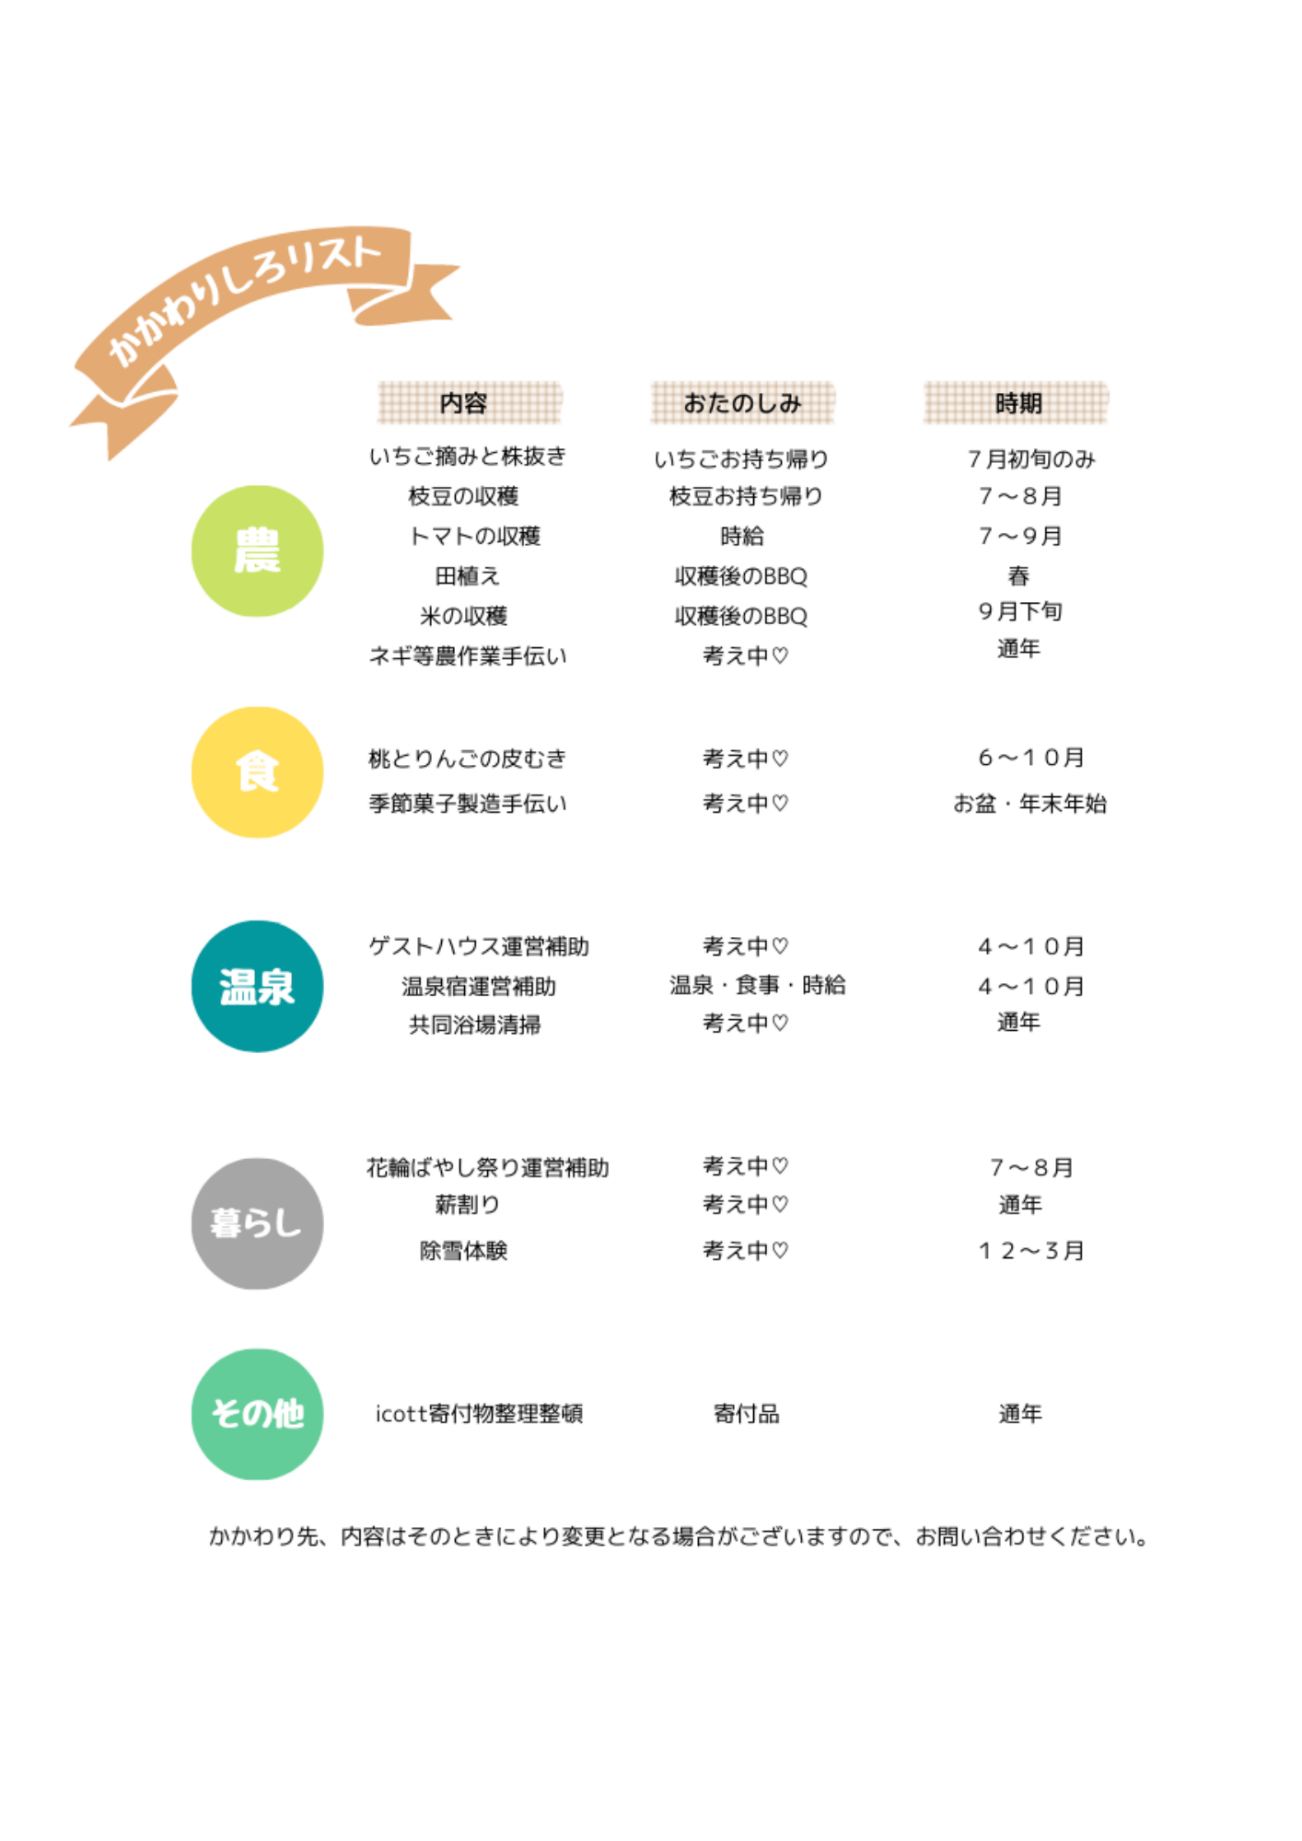 かかわりしろリスト
内容 おたのしみ 時期
農
いちご摘みと株抜き いちごお持ち帰り ７月初旬のみ
枝豆の収穫 枝豆お持ち帰り ７〜８月
トマトの収穫 時給 ７〜９月
田植え 収穫後のBBQ 春
米の収穫 収穫後のBBQ ９月下旬
ネギ等農作業手伝い 考え中♡ 通年
食
桃とりんごの皮むき 考え中♡ ６〜１０月
季節菓子製造手伝い 考え中♡ お盆・年末年始
温泉
ゲストハウス運営補助 考え中♡ ４〜１０月
温泉宿運営補助 温泉・食事・時給 ４〜１０月
共同浴場清掃 考え中♡ 通年
暮らし
花輪ばやし祭り運営補助 考え中♡ ７〜８月
薪割り 考え中♡ 通年
除雪体験 考え中♡ １２〜３月
その他
icott寄付物整理整頓 寄付品 通年
かかわり先、内容はそのときにより変更となる場合がございますので、お問い合わせください。